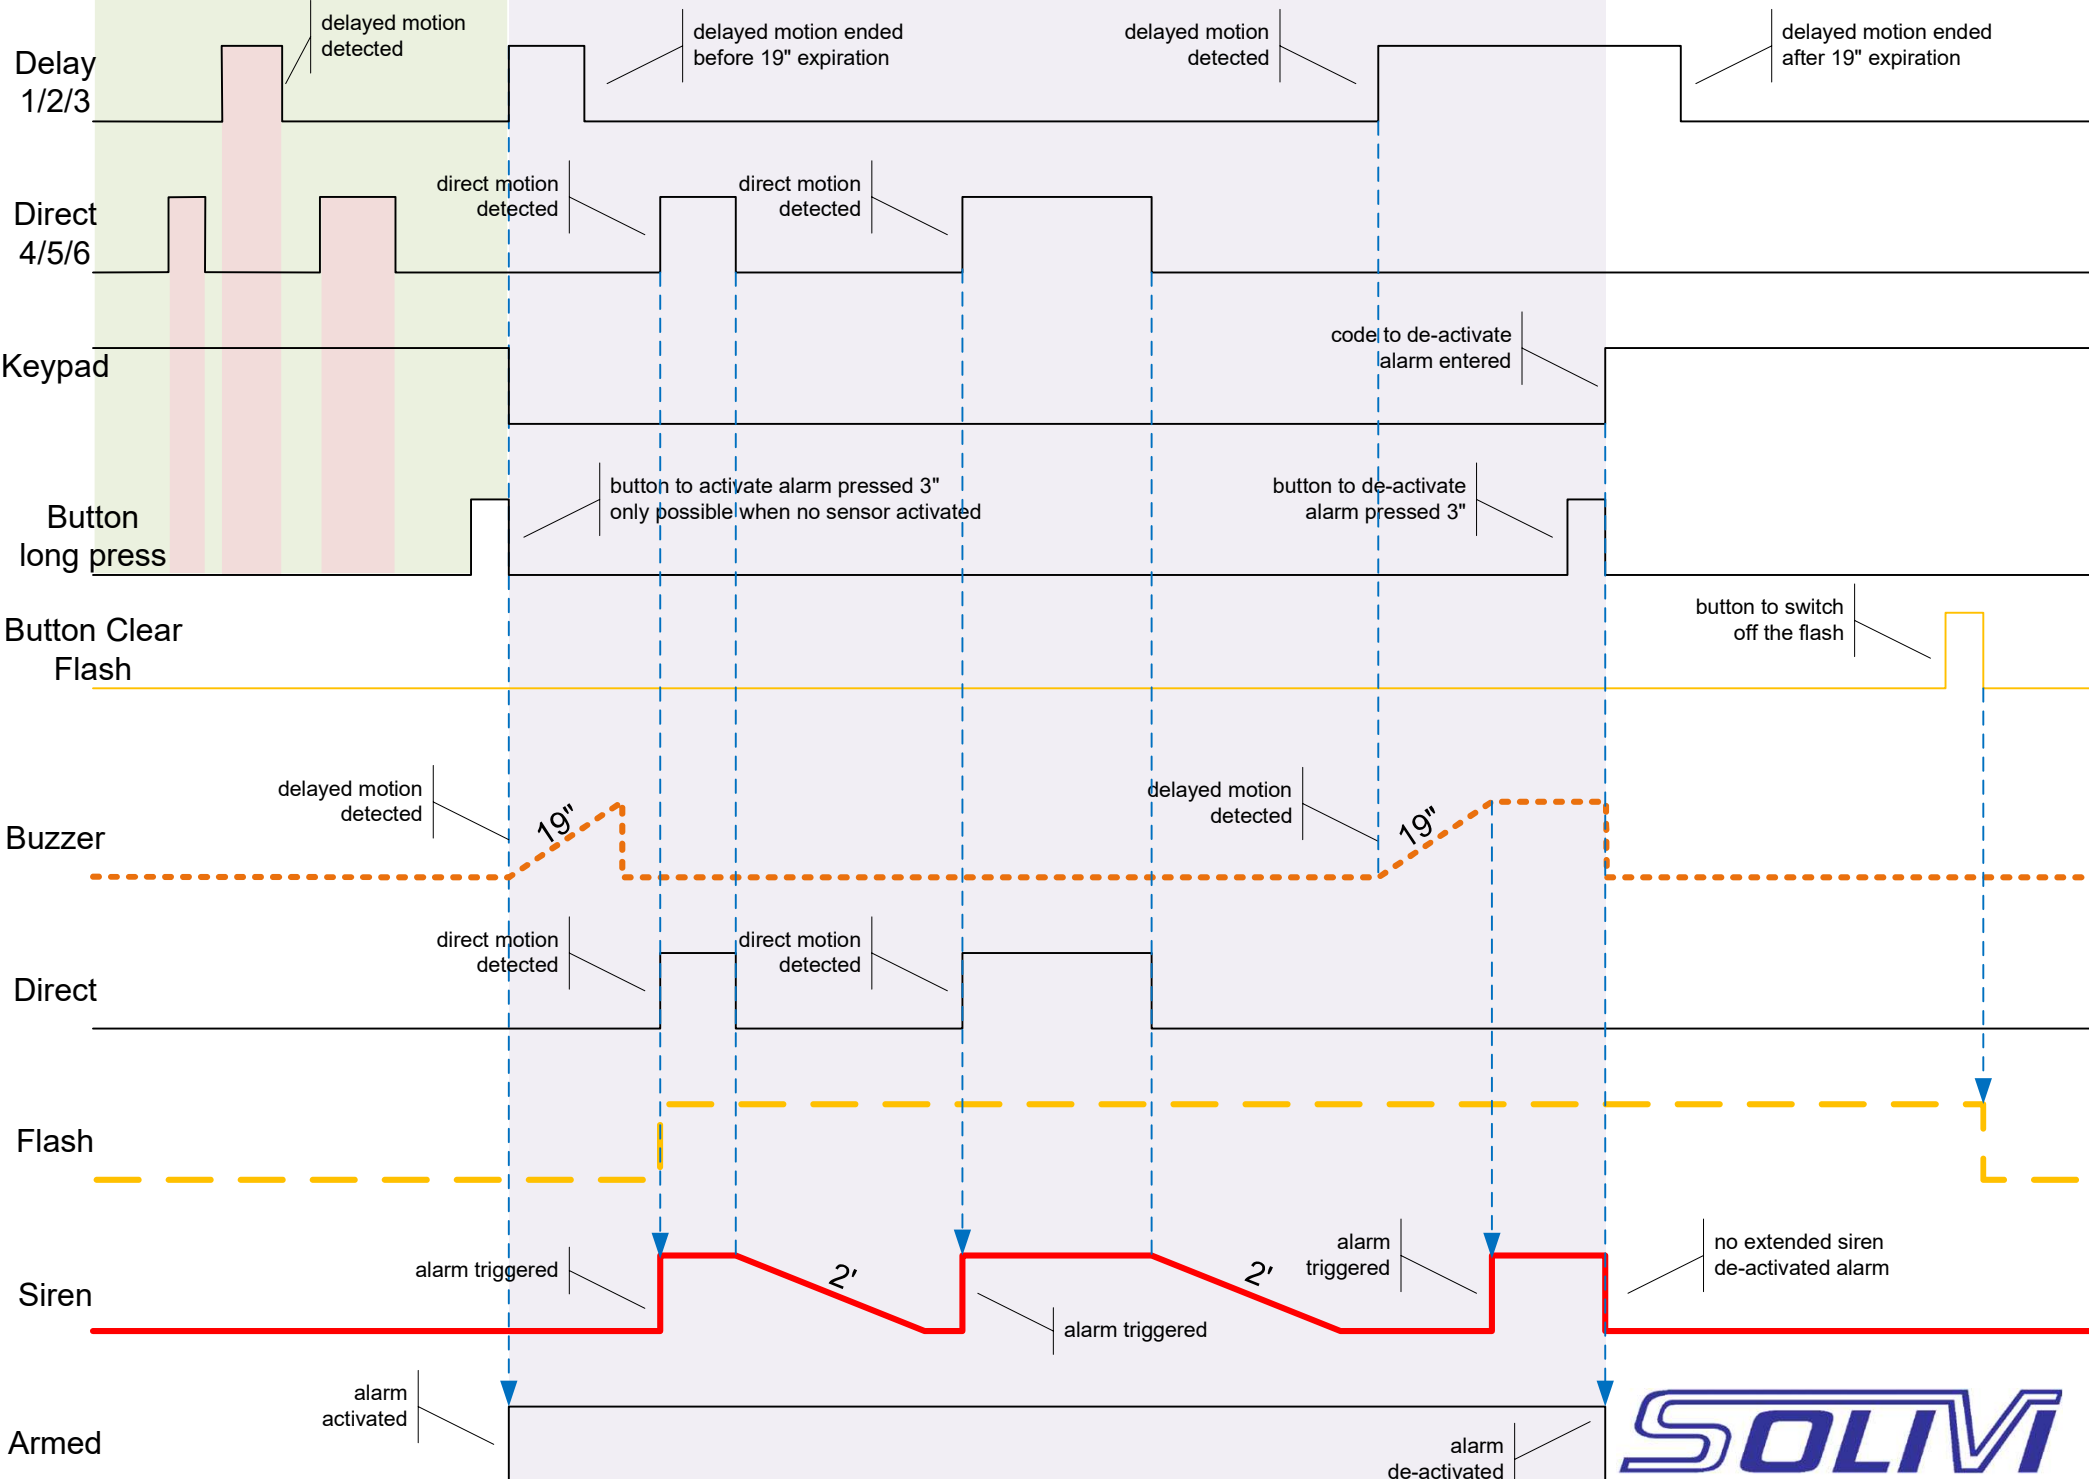 delayed motion
detected
delayed motion ended
before 19" expiration
delayed motion
detected
delayed motion ended
after 19" expiration
Delay
1/2/3
direct motion
detected
direct motion
detected
Direct
4/5/6
code to de-activate
alarm entered
Keypad
button to activate alarm pressed 3"
only possible when no sensor activated
button to de-activate
alarm pressed 3"
Button
long press
button to switch
off the flash
Button Clear
Flash
delayed motion
detected
19"
delayed motion
detected
19"
Buzzer
direct motion
detected
direct motion
detected
Direct
Flash
alarm triggered
2'
alarm triggered
2'
alarm
triggered
no extended siren
de-activated alarm
Siren
alarm
activated
alarm
de-activated
Armed
SOLIVI